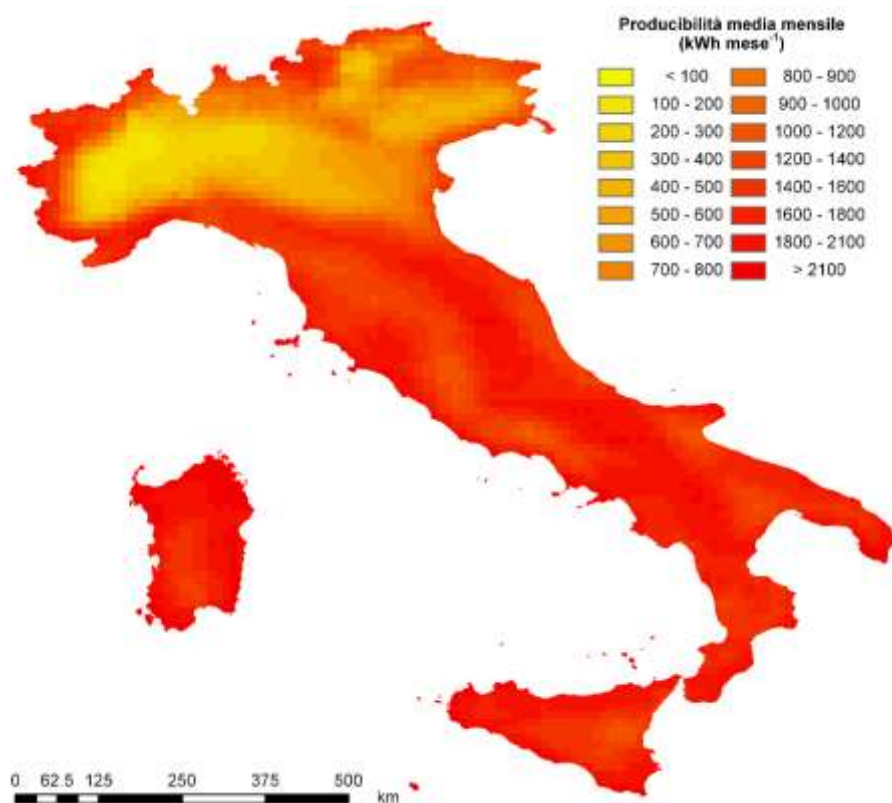 Producibilità media mensile
(kWh mese⁻¹)
< 100
100 - 200
200 - 300
300 - 400
400 - 500
500 - 600
600 - 700
700 - 800
800 - 900
900 - 1000
1000 - 1200
1200 - 1400
1400 - 1600
1600 - 1800
1800 - 2100
> 2100
0 62.5 125 250 375 500
km